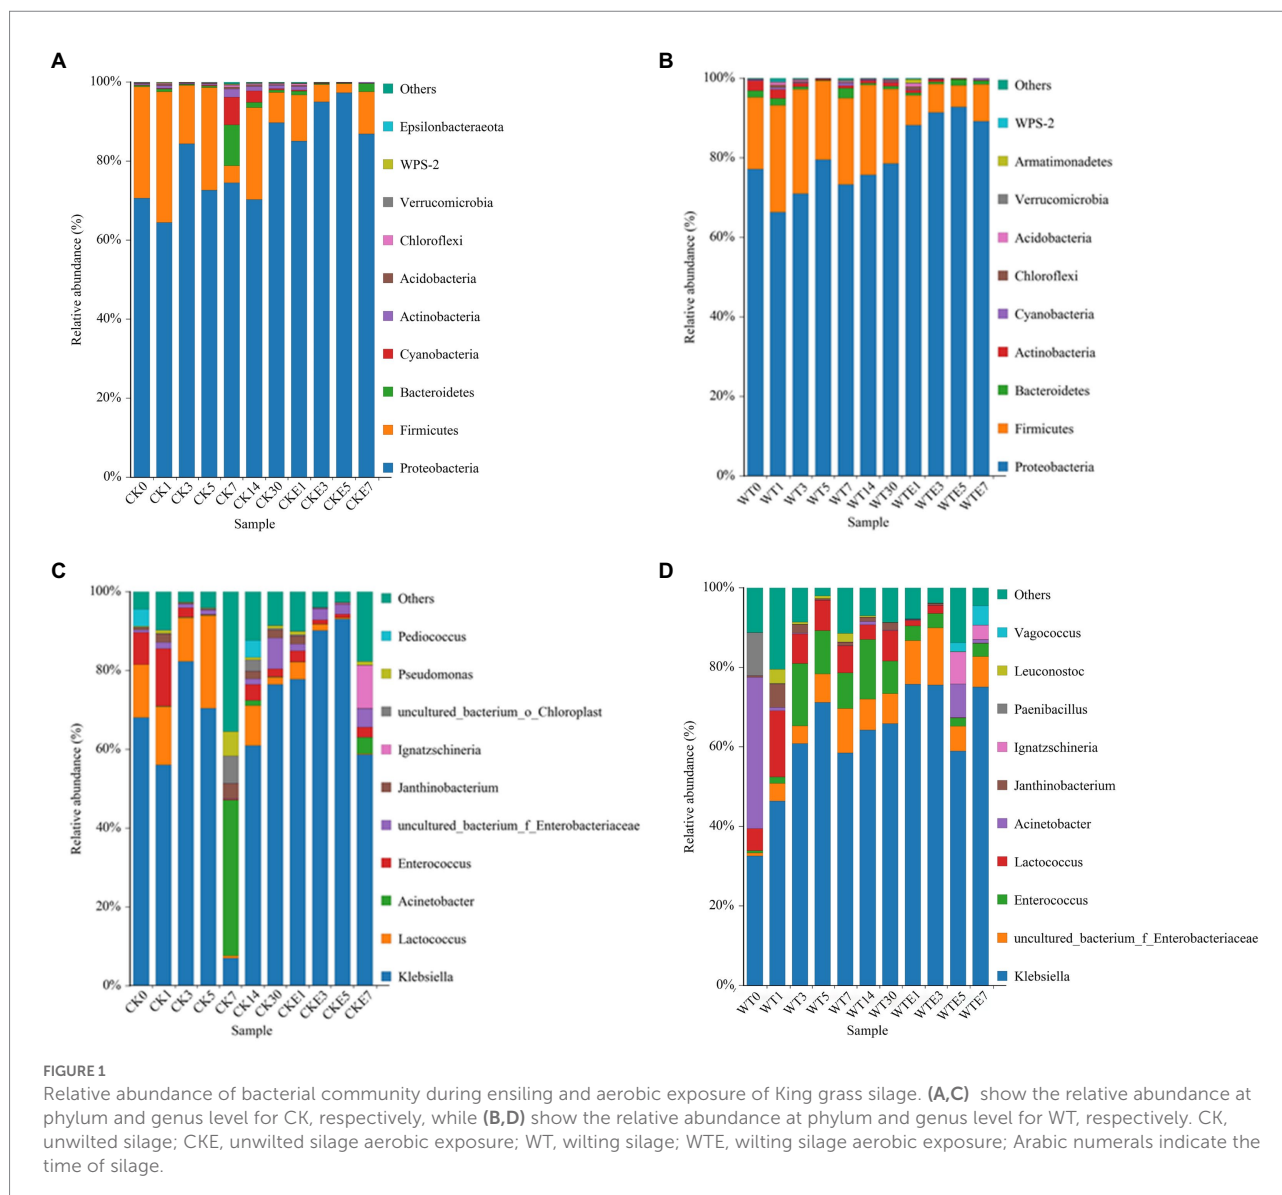 A
100%
80%
60%
40%
20%
0%
Relative abundance (%)
CK0
CK1
CK3
CK5
CK7
CK14
CK30
CKE1
CKE3
CKE5
CKE7
Sample
Others
Epsilonbacteraeota
WPS-2
Verrucomicrobia
Chloroflexi
Acidobacteria
Actinobacteria
Cyanobacteria
Bacteroidetes
Firmicutes
Proteobacteria
B
100%
80%
60%
40%
20%
0%
Relative abundance (%)
WT0
WT1
WT3
WT5
WT7
WT14
WT30
WTE1
WTE3
WTE5
WTE7
Sample
Others
WPS-2
Armatimonadetes
Verrucomicrobia
Acidobacteria
Chloroflexi
Cyanobacteria
Actinobacteria
Bacteroidetes
Firmicutes
Proteobacteria
C
100%
80%
60%
40%
20%
0%
Relative abundance (%)
CK0
CK1
CK3
CK5
CK7
CK14
CK30
CKE1
CKE3
CKE5
CKE7
Sample
Others
Pediococcus
Pseudomonas
uncultured_bacterium_o_Chloroplast
Ignatzschineria
Janthinobacterium
uncultured_bacterium_f_Enterobacteriaceae
Enterococcus
Acinetobacter
Lactococcus
Klebsiella
D
100%
80%
60%
40%
20%
0%
Relative abundance (%)
WT0
WT1
WT3
WT5
WT7
WT14
WT30
WTE1
WTE3
WTE5
WTE7
Sample
Others
Vagococcus
Leuconostoc
Paenibacillus
Ignatzschineria
Janthinobacterium
Acinetobacter
Lactococcus
Enterococcus
uncultured_bacterium_f_Enterobacteriaceae
Klebsiella
FIGURE 1
Relative abundance of bacterial community during ensiling and aerobic exposure of King grass silage. (A,C) show the relative abundance at
phylum and genus level for CK, respectively, while (B,D) show the relative abundance at phylum and genus level for WT, respectively. CK,
unwilted silage; CKE, unwilted silage aerobic exposure; WT, wilting silage; WTE, wilting silage aerobic exposure; Arabic numerals indicate the
time of silage.